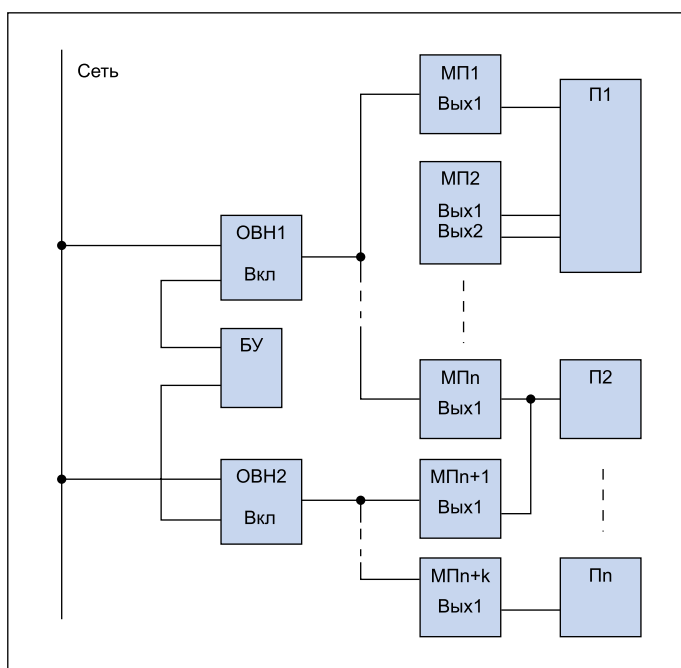 Сеть
МП1
Вых1
П1
МП2
Вых1
Вых2
ОВН1
Вкл
БУ
МПn
Вых1
П2
ОВН2
Вкл
МПn+1
Вых1
МПn+k
Вых1
Пn